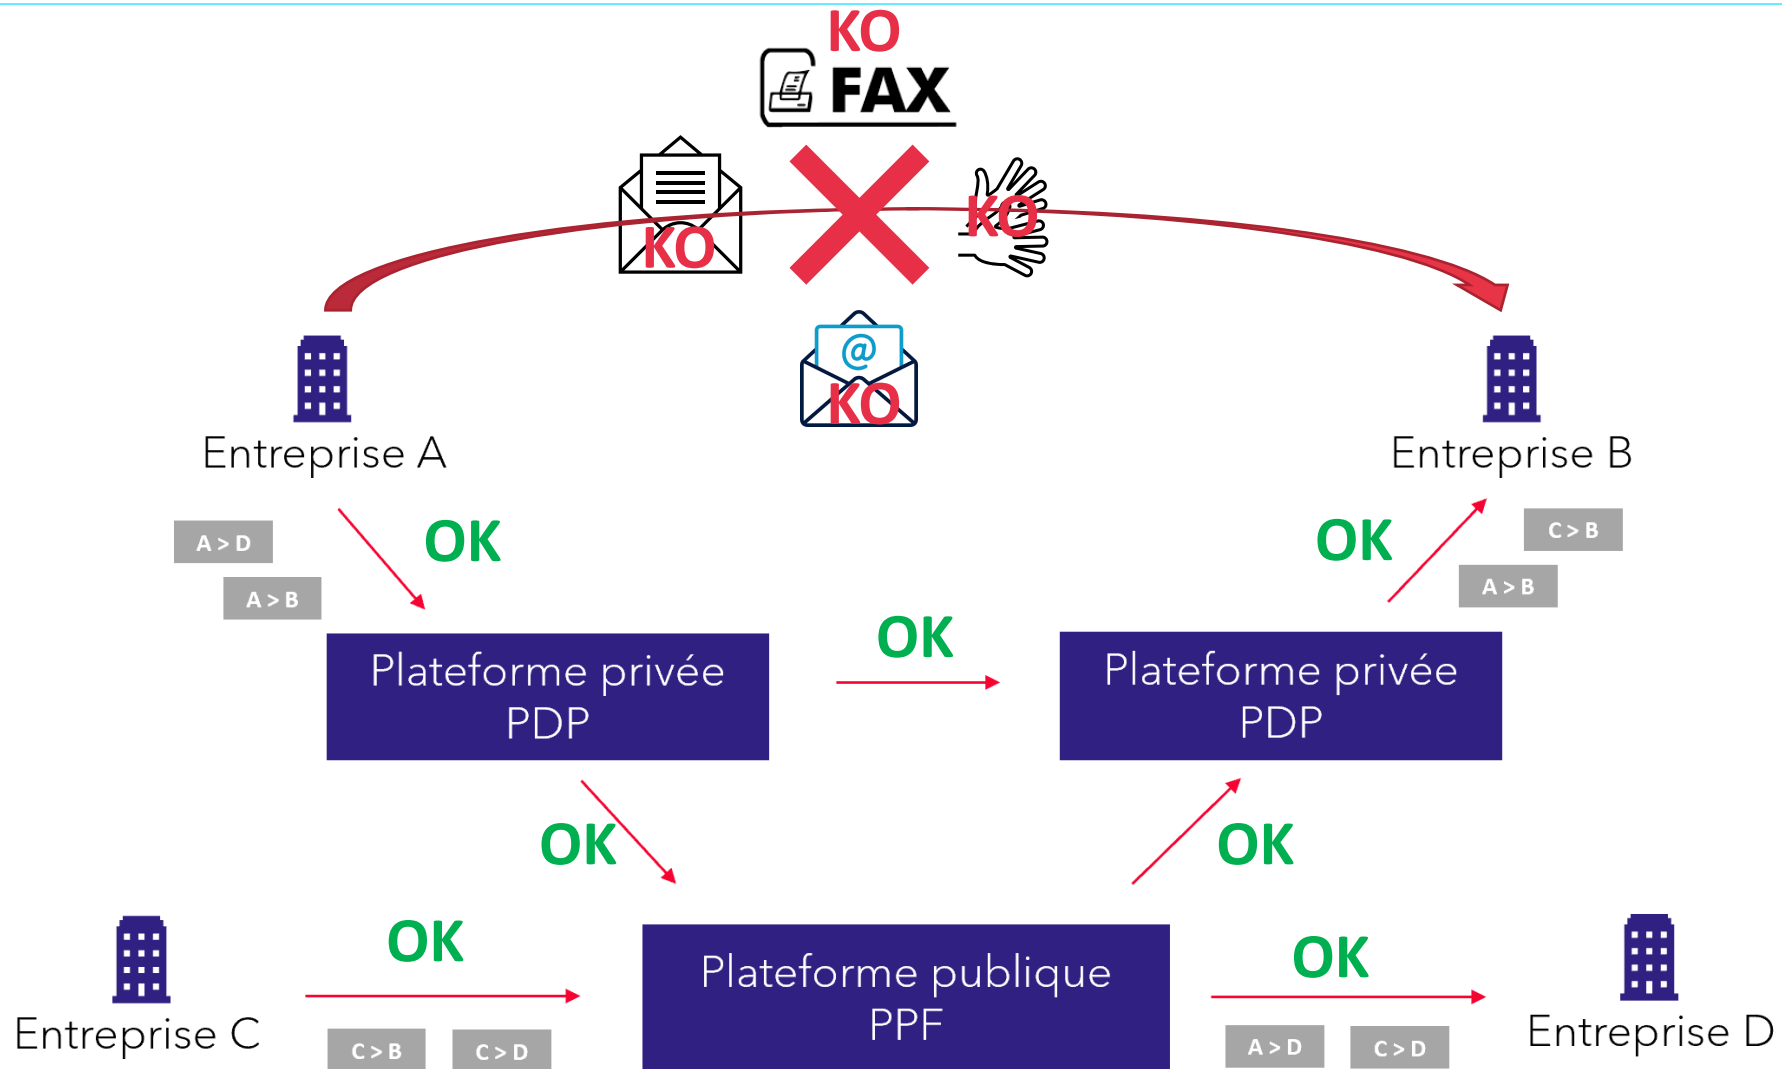 KO
FAX
KO
KO
@
KO
Entreprise A
Entreprise B
A > D
OK
OK
C > B
A > B
A > B
OK
Plateforme privée
PDP
Plateforme privée
PDP
OK
OK
OK
OK
Plateforme publique
PPF
Entreprise C
Entreprise D
C > B
C > D
A > D
C > D